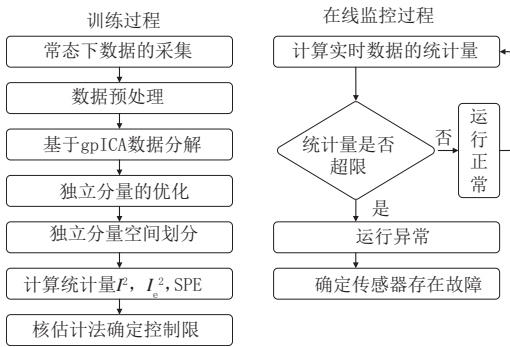 训练过程
常态下数据的采集
数据预处理
基于gpICA数据分解
独立分量的优化
独立分量空间划分
计算统计量I²，Iₑ²，SPE
核估计法确定控制限
在线监控过程
计算实时数据的统计量
统计量是否
超限
否
运行正常
是
运行异常
确定传感器存在故障